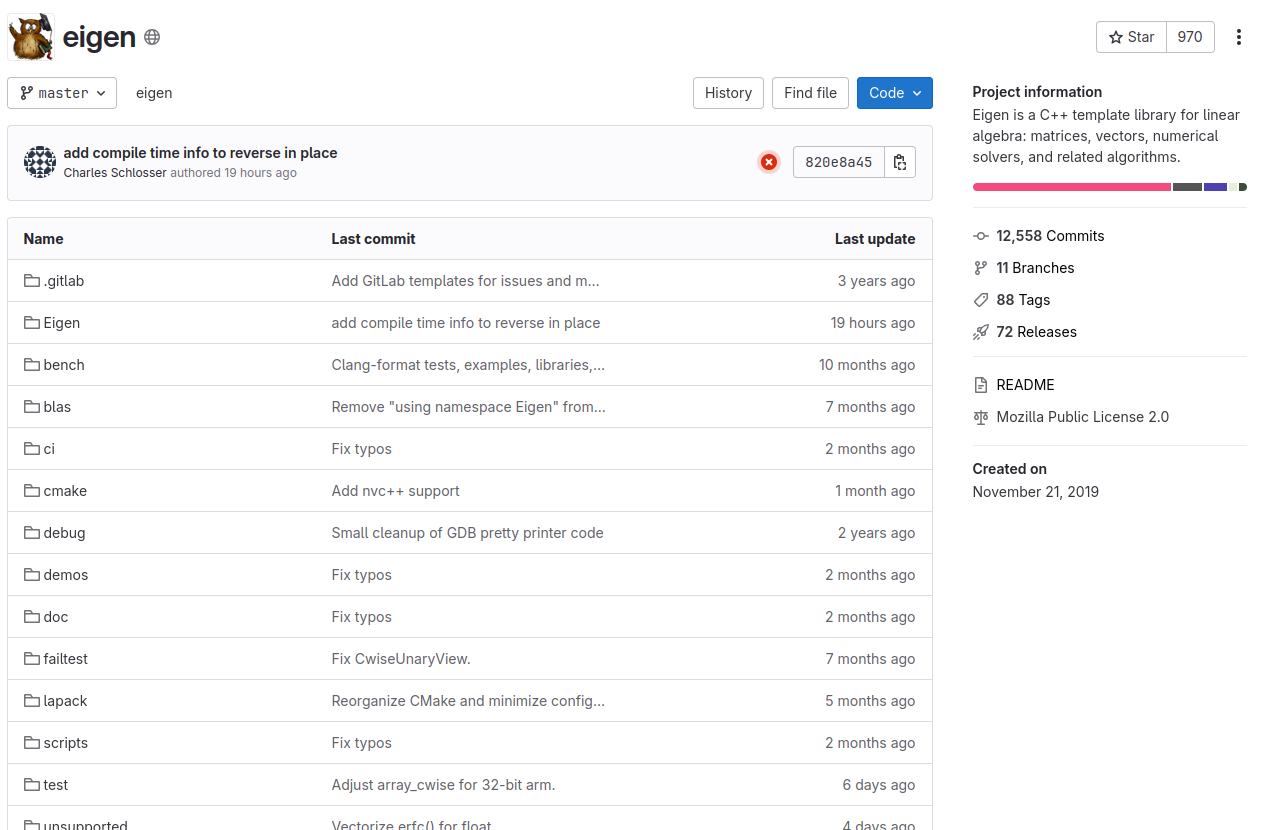 eigen
Star 970
master eigen History Find file Code
add compile time info to reverse in place
Charles Schlosser authored 19 hours ago
820e8a45
Name Last commit Last update
.gitlab Add GitLab templates for issues and m... 3 years ago
Eigen add compile time info to reverse in place 19 hours ago
bench Clang-format tests, examples, libraries,... 10 months ago
blas Remove "using namespace Eigen" from... 7 months ago
ci Fix typos 2 months ago
cmake Add nvc++ support 1 month ago
debug Small cleanup of GDB pretty printer code 2 years ago
demos Fix typos 2 months ago
doc Fix typos 2 months ago
failtest Fix CwiseUnaryView. 7 months ago
lapack Reorganize CMake and minimize config... 5 months ago
scripts Fix typos 2 months ago
test Adjust array_cwise for 32-bit arm. 6 days ago
unsupported Vectorize erfc() for float 4 days ago
Project information
Eigen is a C++ template library for linear
algebra: matrices, vectors, numerical
solvers, and related algorithms.
12,558 Commits
11 Branches
88 Tags
72 Releases
README
Mozilla Public License 2.0
Created on
November 21, 2019